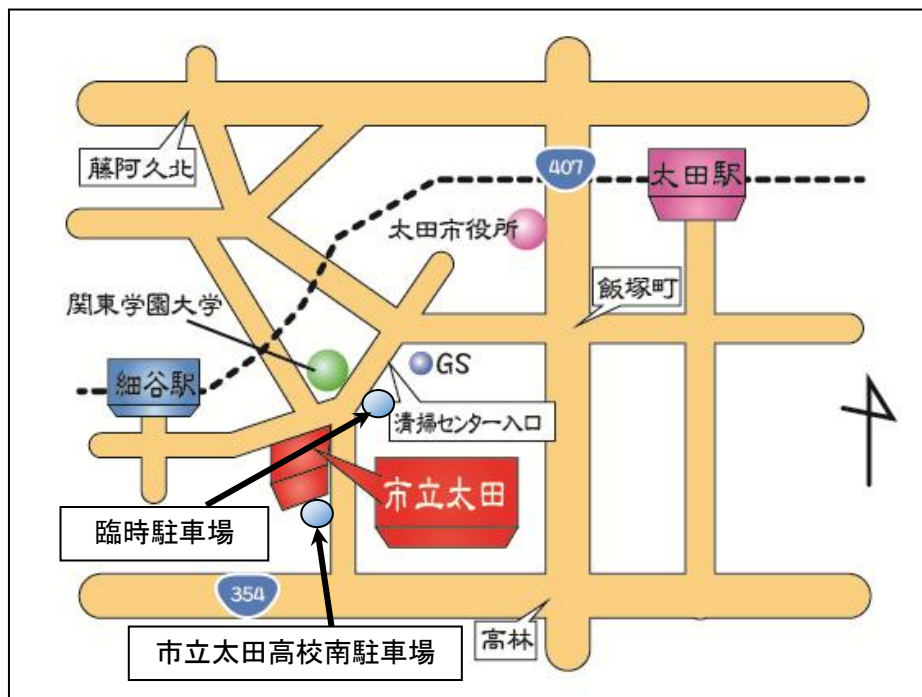 藤阿久北
407
太田駅
太田市役所
飯塚町
関東学園大学
GS
細谷駅
清掃センター入口
市立太田
臨時駐車場
354
高林
市立太田高校南駐車場